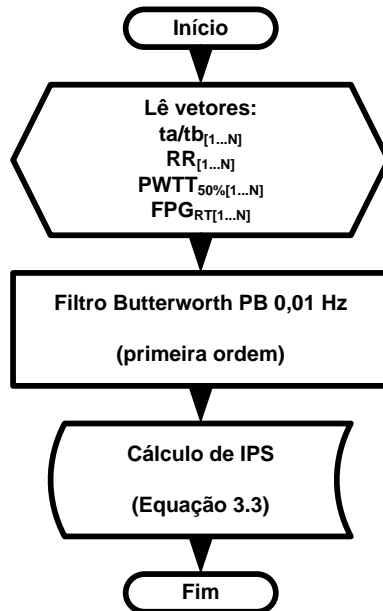 Início
Lê vetores:
ta/tb[1...N]
RR[1...N]
PWTT50%[1...N]
FPGRT[1...N]
Filtro Butterworth PB 0,01 Hz
(primeira ordem)
Cálculo de IPS
(Equação 3.3)
Fim